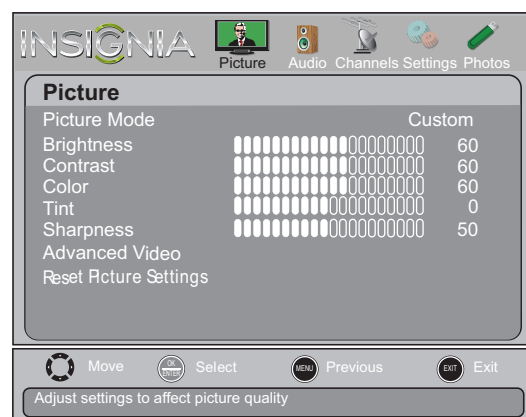 INSIGNIA
Picture Audio Channels Settings Photos
Picture
Picture Mode Custom
Brightness 60
Contrast 60
Color 60
Tint 0
Sharpness 50
Advanced Video
Reset Picture Settings
Move OK ENTER Select MENU Previous EXIT Exit
Adjust settings to affect picture quality